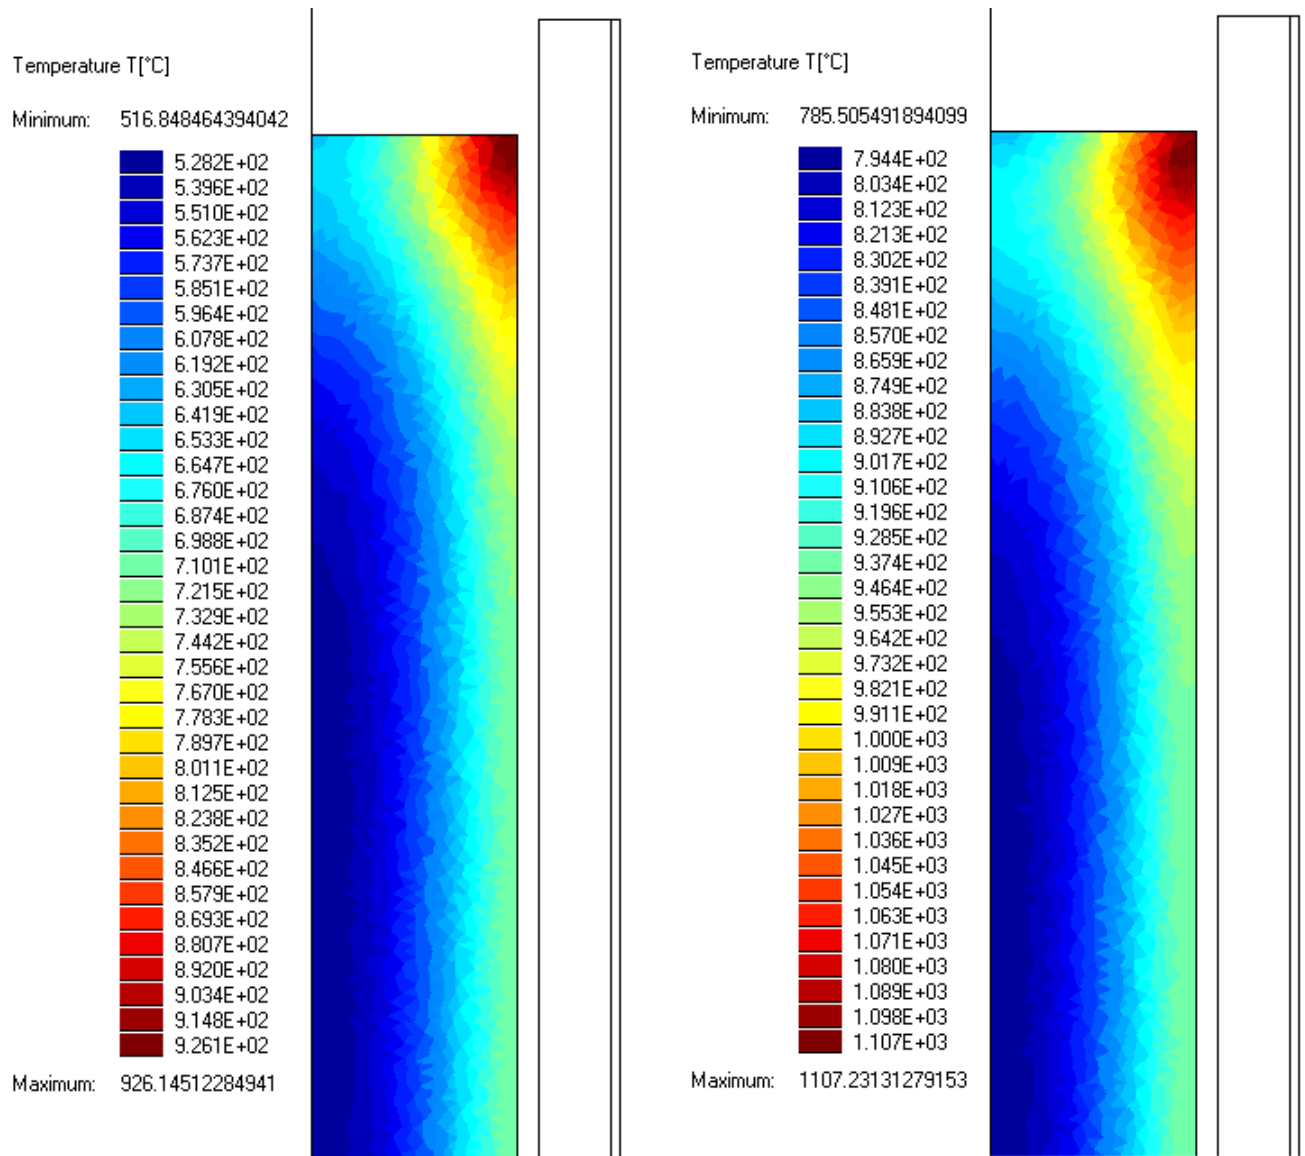 Temperature T[°C]
Minimum: 516.848464394042
5.282E+02
5.396E+02
5.510E+02
5.623E+02
5.737E+02
5.851E+02
5.964E+02
6.078E+02
6.192E+02
6.305E+02
6.419E+02
6.533E+02
6.647E+02
6.760E+02
6.874E+02
6.988E+02
7.101E+02
7.215E+02
7.329E+02
7.442E+02
7.556E+02
7.670E+02
7.783E+02
7.897E+02
8.011E+02
8.125E+02
8.238E+02
8.352E+02
8.466E+02
8.579E+02
8.693E+02
8.807E+02
8.920E+02
9.034E+02
9.148E+02
9.261E+02
Maximum: 926.14512284941
Temperature T[°C]
Minimum: 785.505491894099
7.944E+02
8.034E+02
8.123E+02
8.213E+02
8.302E+02
8.391E+02
8.481E+02
8.570E+02
8.659E+02
8.749E+02
8.838E+02
8.927E+02
9.017E+02
9.106E+02
9.196E+02
9.285E+02
9.374E+02
9.464E+02
9.553E+02
9.642E+02
9.732E+02
9.821E+02
9.911E+02
1.000E+03
1.009E+03
1.018E+03
1.027E+03
1.036E+03
1.045E+03
1.054E+03
1.063E+03
1.071E+03
1.080E+03
1.089E+03
1.098E+03
1.107E+03
Maximum: 1107.23131279153